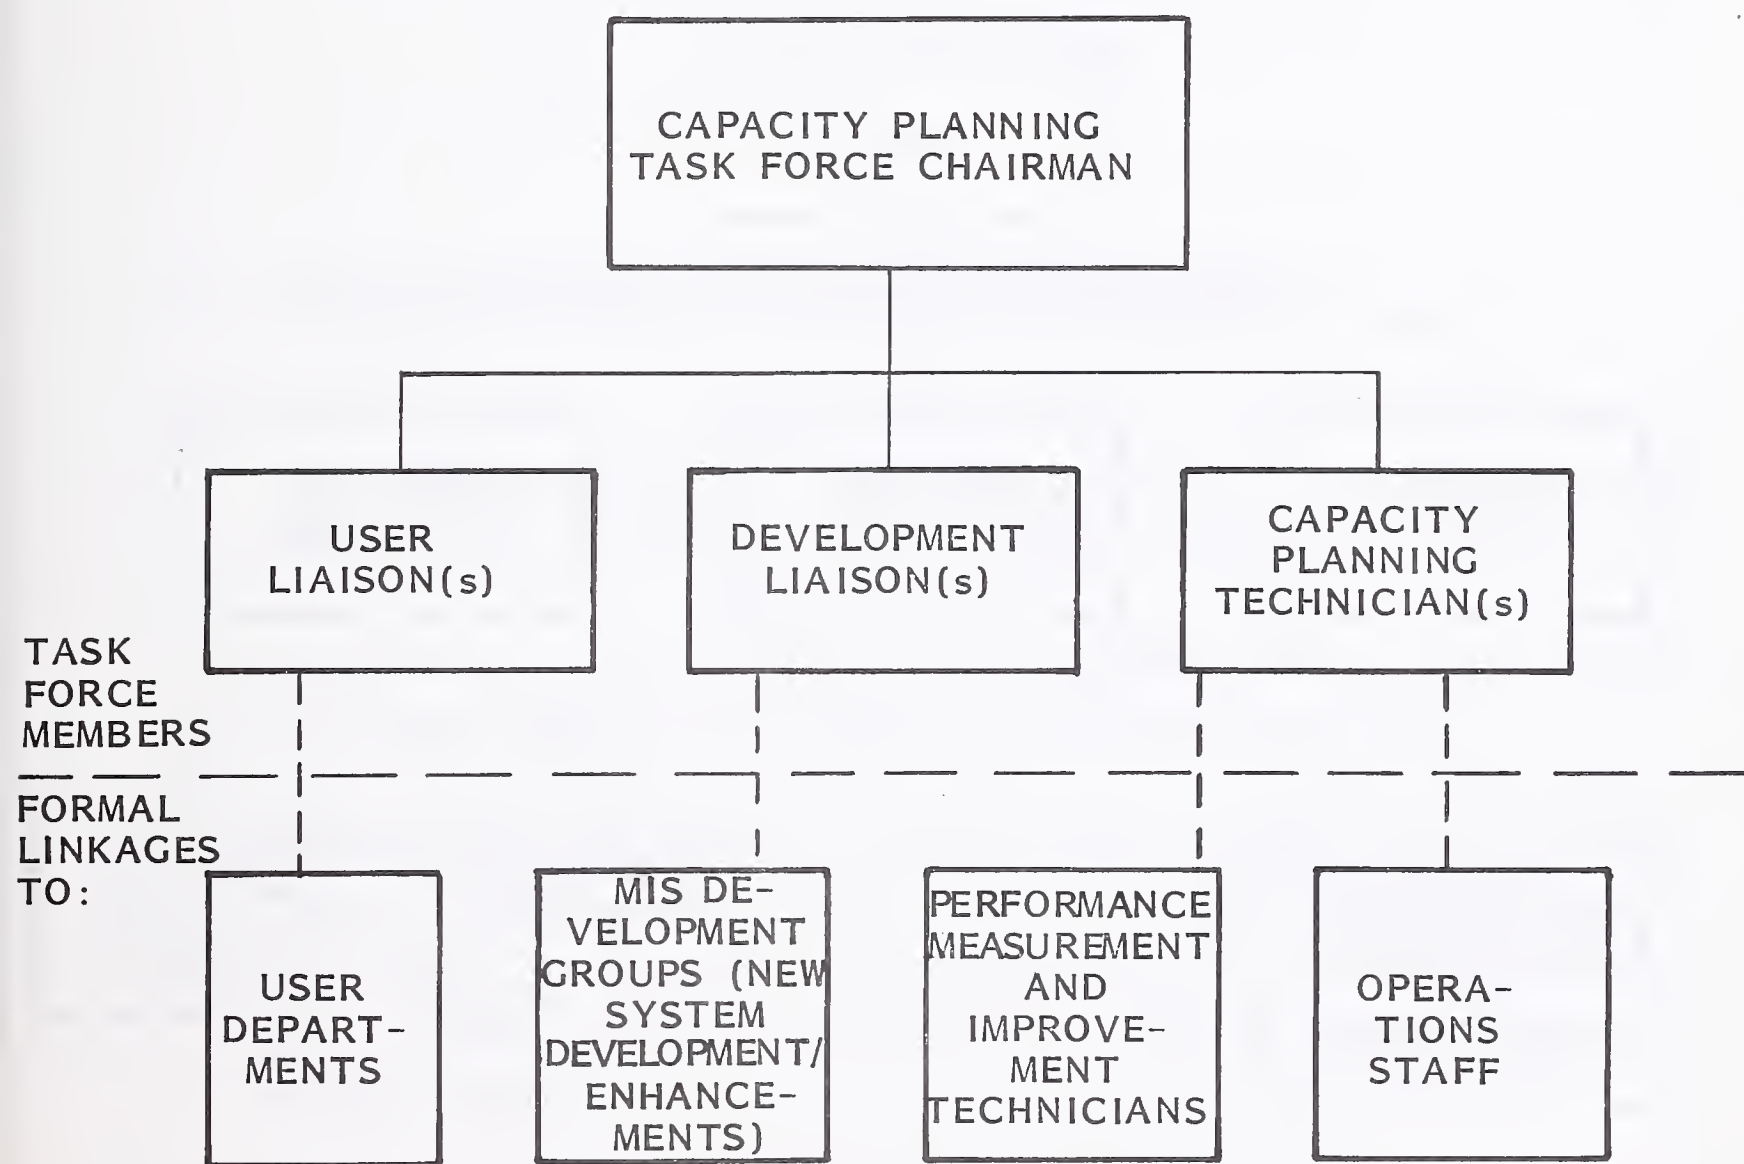 CAPACITY PLANNING
TASK FORCE CHAIRMAN
USER
LIAISON(s)
DEVELOPMENT
LIAISON(s)
CAPACITY
PLANNING
TECHNICIAN(s)
TASK
FORCE
MEMBERS
FORMAL
LINKAGES
TO:
USER
DEPART-
MENTS
MIS DE-
VELOPMENT
GROUPS (NEW
SYSTEM
DEVELOPMENT/
ENHANCE-
MENTS)
PERFORMANCE
MEASUREMENT
AND
IMPROVE-
MENT
TECHNICIANS
OPERA-
TIONS
STAFF